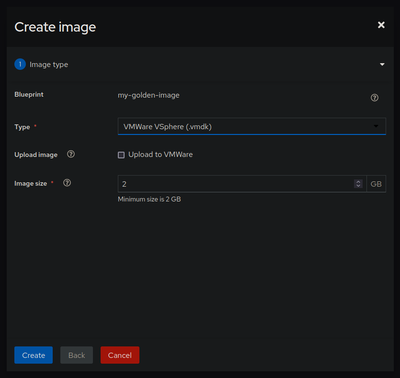 Create image
1 Image type
Blueprint my-golden-image
Type * VMWare VSphere (.vmdk)
Upload image Upload to VMWare
Image size * 2 GB
Minimum size is 2 GB
Create Back Cancel